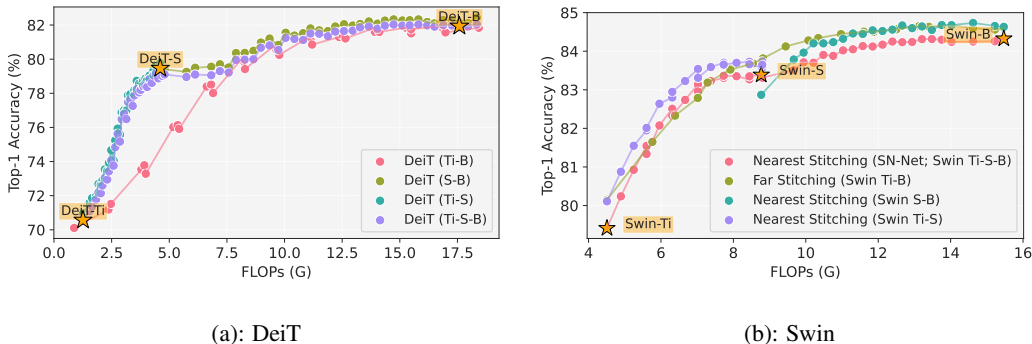 Top-1 Accuracy (%)
82
80
78
76
74
72
70
0.0 2.5 5.0 7.5 10.0 12.5 15.0 17.5
FLOPs (G)
DeiT-Ti
DeiT-S
DeiT-B
DeiT (Ti-B)
DeiT (S-B)
DeiT (Ti-S)
DeiT (Ti-S-B)
(a): DeiT
Top-1 Accuracy (%)
85
84
83
82
81
80
4 6 8 10 12 14 16
FLOPs (G)
Swin-Ti
Swin-S
Swin-B
Nearest Stitching (SN-Net; Swin Ti-S-B)
Far Stitching (Swin Ti-B)
Nearest Stitching (Swin S-B)
Nearest Stitching (Swin Ti-S)
(b): Swin